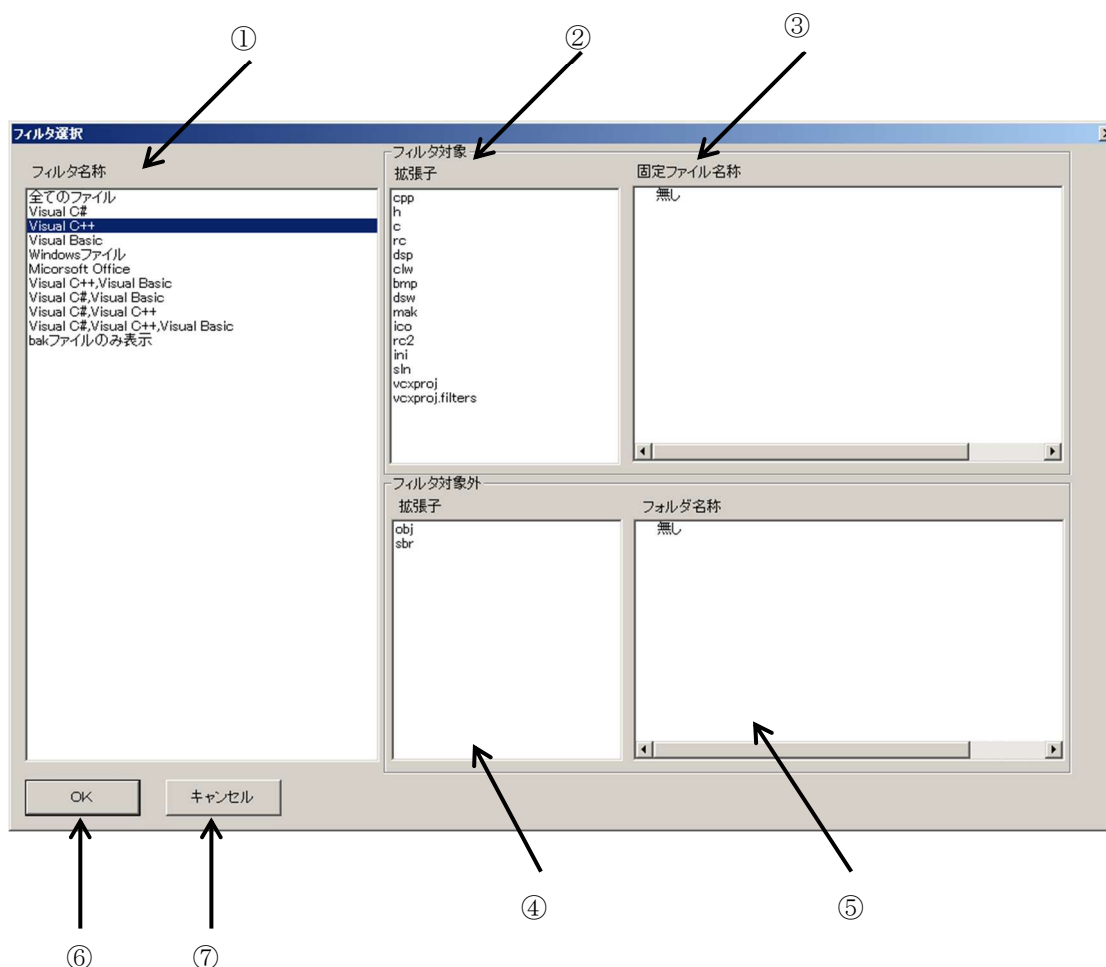 ①
②
③
フィルタ選択
フィルタ名称
全てのファイル
Visual C#
Visual C++
Visual Basic
Windowsファイル
Micorsoft Office
Visual C++,Visual Basic
Visual C#,Visual Basic
Visual C#,Visual C++
Visual C#,Visual C++,Visual Basic
bakファイルのみ表示
フィルタ対象
拡張子
cpp
h
c
rc
dsp
clw
bmp
dsw
mak
ico
rc2
ini
sln
vcxproj
vcxproj.filters
固定ファイル名称
無し
フィルタ対象外
拡張子
obj
sbr
フォルダ名称
無し
OK
キャンセル
④
⑤
⑥
⑦